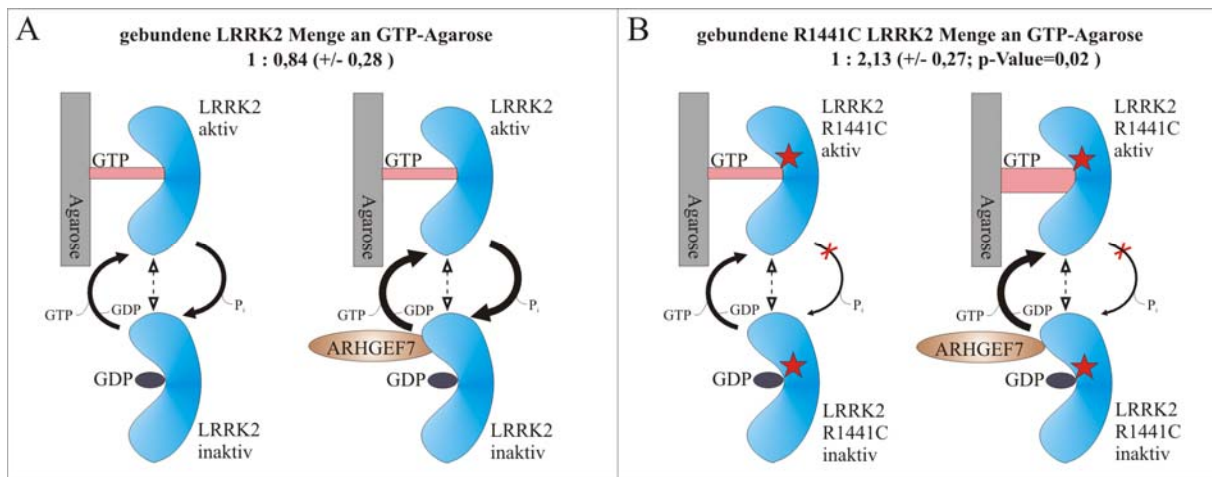 A
gebundene LRRK2 Menge an GTP-Agarose
1 : 0,84 (+/- 0,28 )
LRRK2
aktiv
GTP
Agarose
GTP
GDP
Pi
GDP
LRRK2
inaktiv
LRRK2
aktiv
GTP
Agarose
GTP
GDP
Pi
ARHGEF7
GDP
LRRK2
inaktiv
B
gebundene R1441C LRRK2 Menge an GTP-Agarose
1 : 2,13 (+/- 0,27; p-Value=0,02 )
LRRK2
R1441C
aktiv
GTP
Agarose
GTP
GDP
Pi
GDP
LRRK2
R1441C
inaktiv
LRRK2
R1441C
aktiv
GTP
Agarose
GTP
GDP
Pi
ARHGEF7
GDP
LRRK2
R1441C
inaktiv